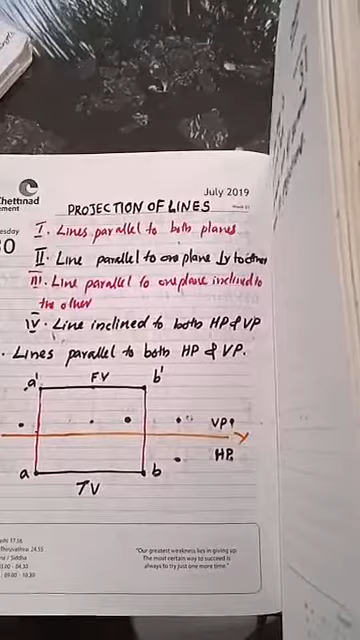 Chettinad
July 2019
PROJECTION OF LINES
I. Lines parallel to both planes.
30
II. Line parallel to one plane ⊥r to other
III. Line parallel to one plane inclined to
the other
IV. Line inclined to both HP & VP
. Lines parallel to both HP & VP.
a' FV b'
VP
y
HP
a b
TV
"Our greatest weakness lies in giving up.
The most certain way to succeed is
always to try just one more time."